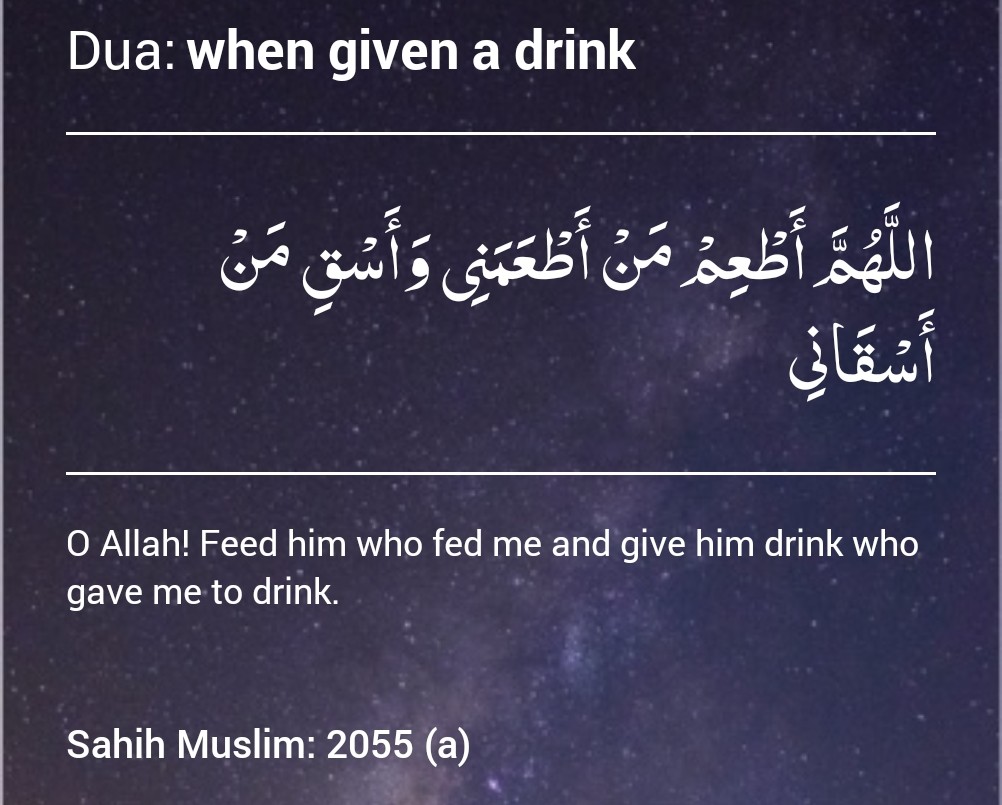 Dua: when given a drink
اللَّهُمَّ أَطْعِمْ مَنْ أَطْعَمَنِي وَأَسْقِ مَنْ
أَسْقَانِي
O Allah! Feed him who fed me and give him drink who
gave me to drink.
Sahih Muslim: 2055 (a)